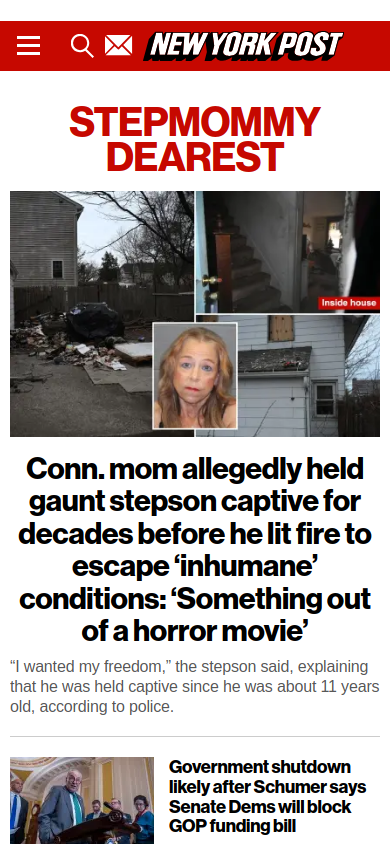 NEW YORK POST
STEPMOMMY
DEAREST
Inside house
Conn. mom allegedly held
gaunt stepson captive for
decades before he lit fire to
escape ‘inhumane’
conditions: ‘Something out
of a horror movie’
“I wanted my freedom,” the stepson said, explaining
that he was held captive since he was about 11 years
old, according to police.
Government shutdown
likely after Schumer says
Senate Dems will block
GOP funding bill